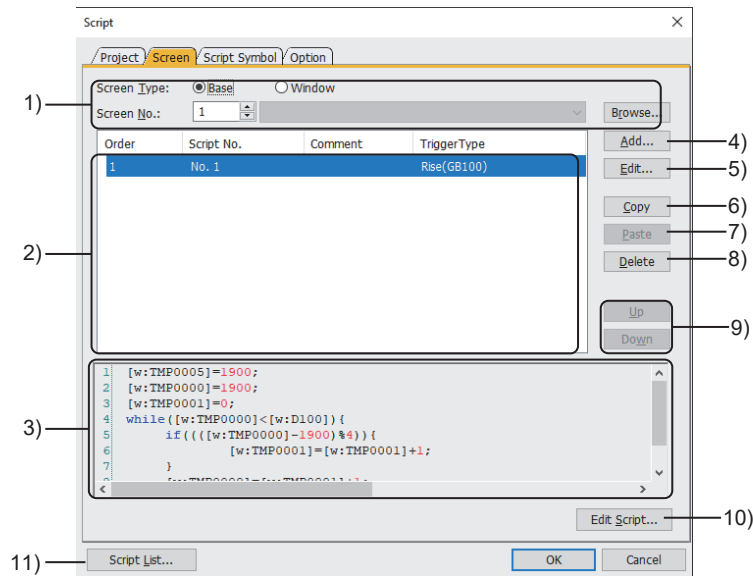 Script
Project Screen Script Symbol Option
Screen Type: Base Window
1)
Screen No.: 1 Browse...
Order Script No. Comment TriggerType Add... 4)
1 No. 1 Rise(GB100) Edit... 5)
Copy 6)
Paste 7)
2) Delete 8)
Up
9)
Down
1 [w:TMP0005]=1900;
2 [w:TMP0000]=1900;
3 [w:TMP0001]=0;
4 while([w:TMP0000]<[w:D100]){
3) 5 if((([w:TMP0000]-1900)%4)){
6 [w:TMP0001]=[w:TMP0001]+1;
7 }
Edit Script... 10)
11) Script List... OK Cancel